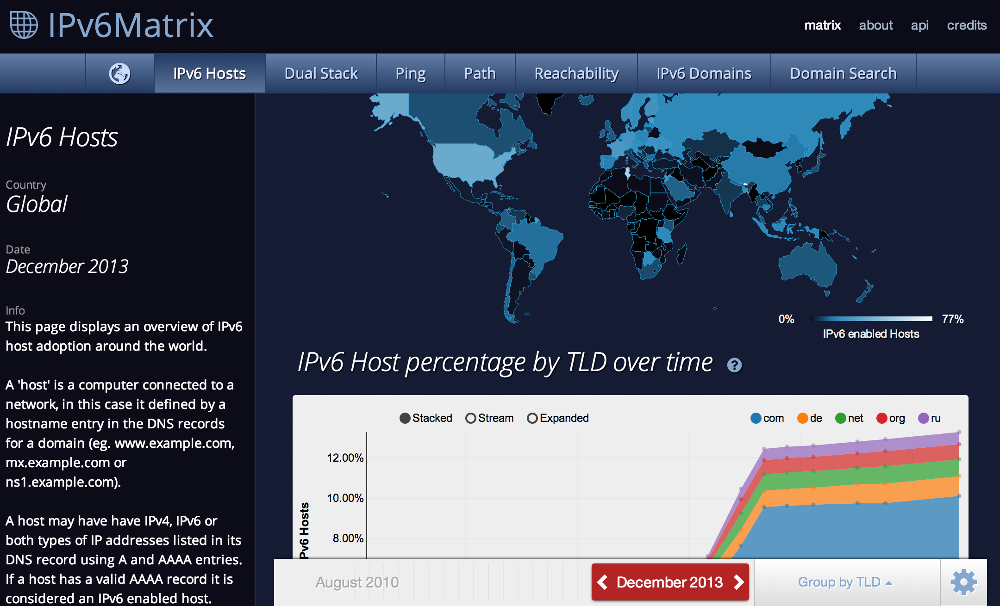 IPv6Matrix
matrix about api credits
IPv6 Hosts Dual Stack Ping Path Reachability IPv6 Domains Domain Search
IPv6 Hosts
Country
Global
Date
December 2013
Info
This page displays an overview of IPv6
host adoption around the world.
A 'host' is a computer connected to a
network, in this case it defined by a
hostname entry in the DNS records
for a domain (eg. www.example.com,
mx.example.com or
ns1.example.com).
A host may have have IPv4, IPv6 or
both types of IP addresses listed in its
DNS record using A and AAAA entries.
If a host has a valid AAAA record it is
considered an IPv6 enabled host.
0% 77%
IPv6 enabled Hosts
IPv6 Host percentage by TLD over time ?
Stacked Stream Expanded com de net org ru
12.00%
10.00%
8.00%
Pv6 Hosts
August 2010 December 2013 Group by TLD